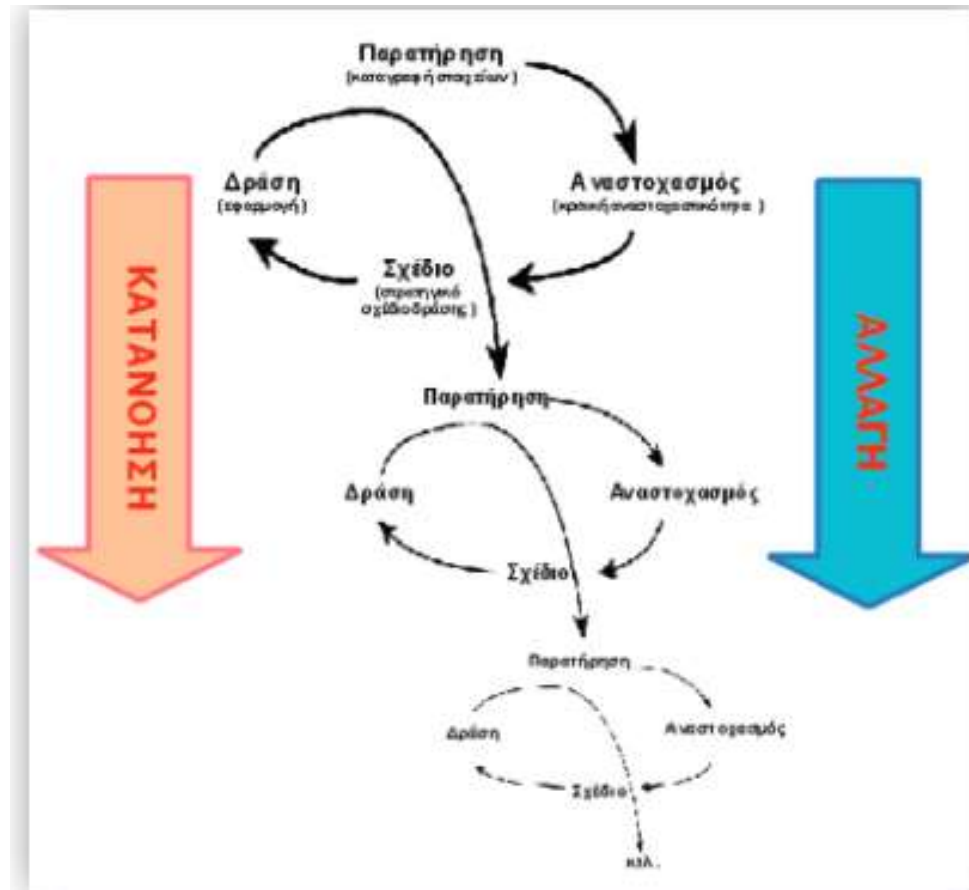 Παρατήρηση
(καταγραφή στοιχείων)
Δράση
(εφαρμογή)
Αναστοχασμός
(κριτική αναστοχαστικότητα)
Σχέδιο
(στρατηγικό
σχέδιο δράσης)
ΚΑΤΑΝΟΗΣΗ
ΑΛΛΑΓΗ
Παρατήρηση
Δράση
Αναστοχασμός
Σχέδιο
Παρατήρηση
Δράση
Αναστοχασμός
Σχέδιο
κτλ.